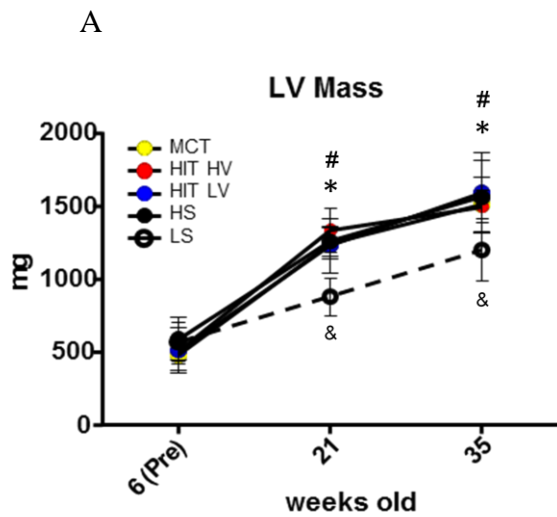 A
LV Mass
2000
1500
1000
500
0
mg
MCT
HIT HV
HIT LV
HS
LS
#
*
&
#
*
&
6 (Pre)
21
35
weeks old